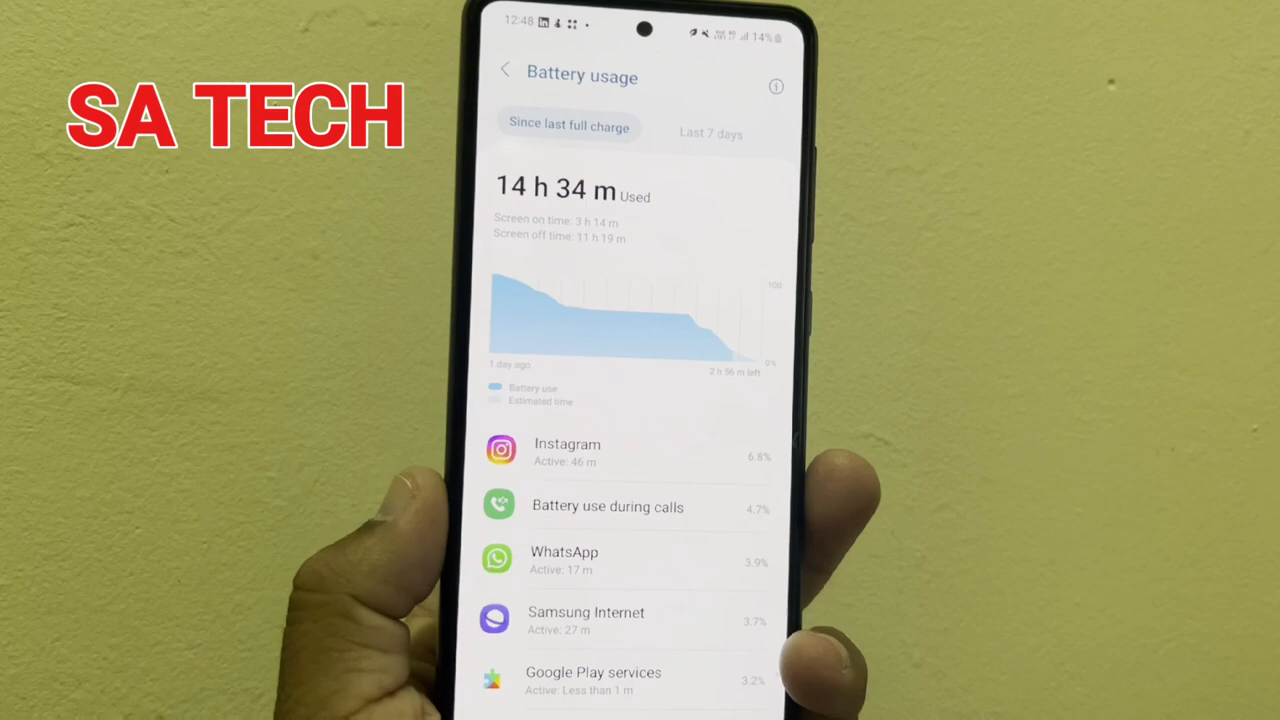 SA TECH
12:48
14%
Battery usage
Since last full charge
Last 7 days
14 h 34 m Used
Screen on time: 3 h 14 m
Screen off time: 11 h 19 m
100
0%
1 day ago
2 h 56 m left
Battery use
Estimated time
Instagram
Active: 46 m
6.8%
Battery use during calls
4.7%
WhatsApp
Active: 17 m
3.9%
Samsung Internet
Active: 27 m
3.7%
Google Play services
Active: Less than 1 m
3.2%